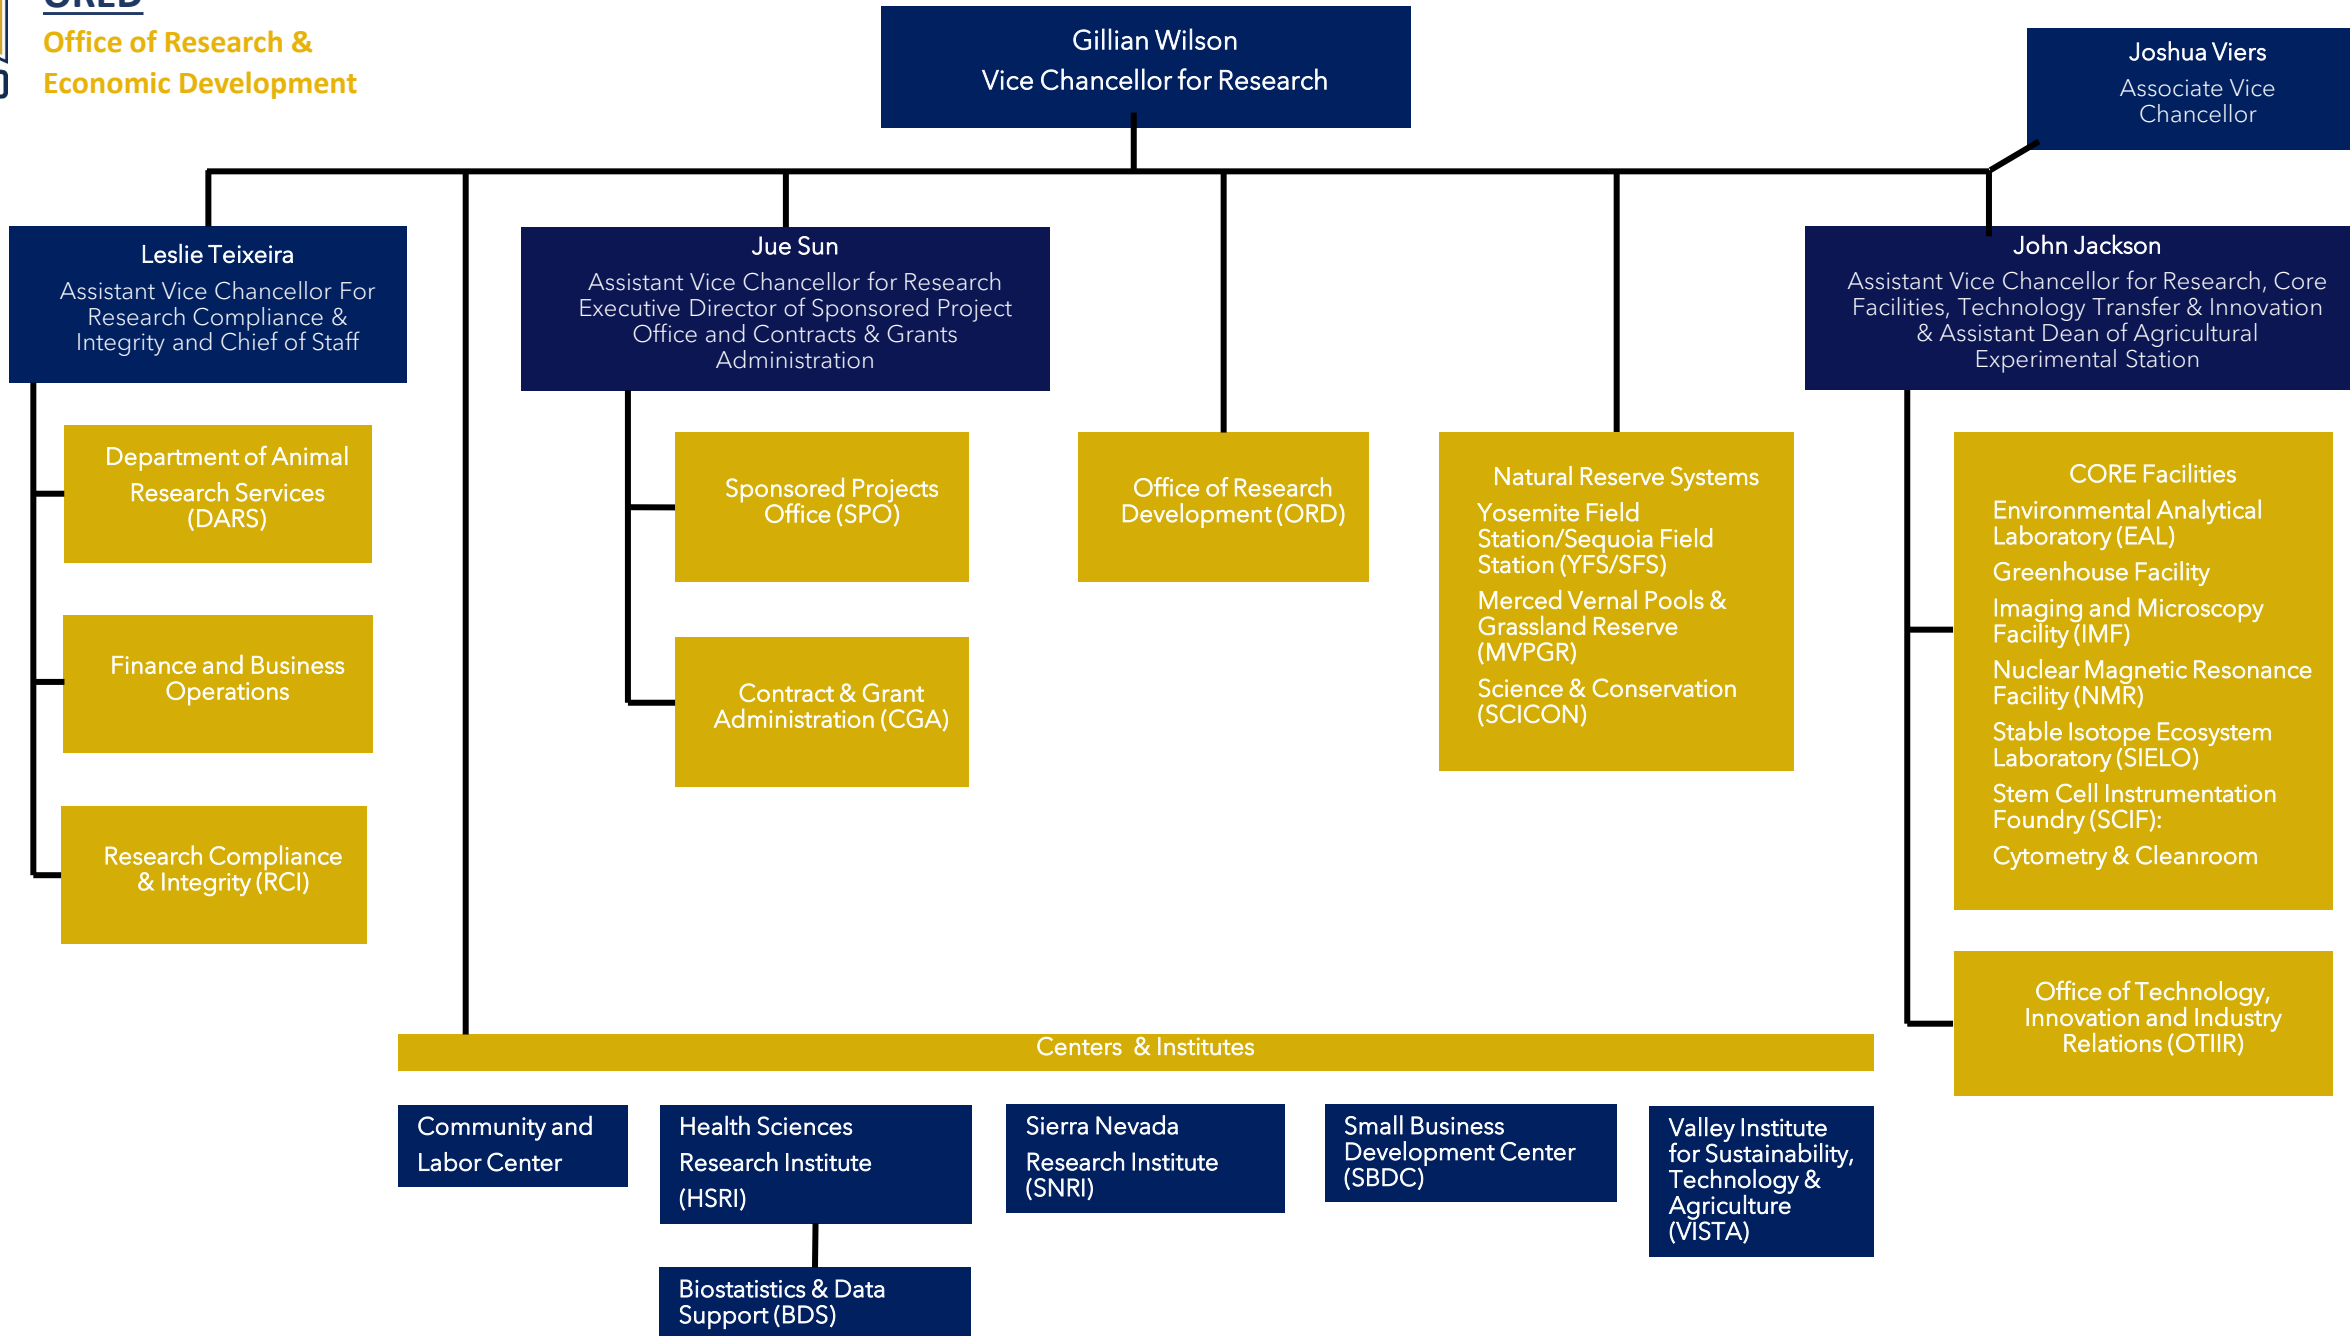 ORED
Office of Research &
Economic Development
Gillian Wilson
Vice Chancellor for Research
Joshua Viers
Associate Vice
Chancellor
Leslie Teixeira
Assistant Vice Chancellor For
Research Compliance &
Integrity and Chief of Staff
Jue Sun
Assistant Vice Chancellor for Research
Executive Director of Sponsored Project
Office and Contracts & Grants
Administration
John Jackson
Assistant Vice Chancellor for Research, Core
Facilities, Technology Transfer & Innovation
& Assistant Dean of Agricultural
Experimental Station
Department of Animal
Research Services
(DARS)
Finance and Business
Operations
Research Compliance
& Integrity (RCI)
Sponsored Projects
Office (SPO)
Contract & Grant
Administration (CGA)
Office of Research
Development (ORD)
Natural Reserve Systems
Yosemite Field
Station/Sequoia Field
Station (YFS/SFS)
Merced Vernal Pools &
Grassland Reserve
(MVPGR)
Science & Conservation
(SCICON)
CORE Facilities
Environmental Analytical
Laboratory (EAL)
Greenhouse Facility
Imaging and Microscopy
Facility (IMF)
Nuclear Magnetic Resonance
Facility (NMR)
Stable Isotope Ecosystem
Laboratory (SIELO)
Stem Cell Instrumentation
Foundry (SCIF):
Cytometry & Cleanroom
Office of Technology,
Innovation and Industry
Relations (OTIIR)
Centers & Institutes
Community and
Labor Center
Health Sciences
Research Institute
(HSRI)
Biostatistics & Data
Support (BDS)
Sierra Nevada
Research Institute
(SNRI)
Small Business
Development Center
(SBDC)
Valley Institute
for Sustainability,
Technology &
Agriculture
(VISTA)